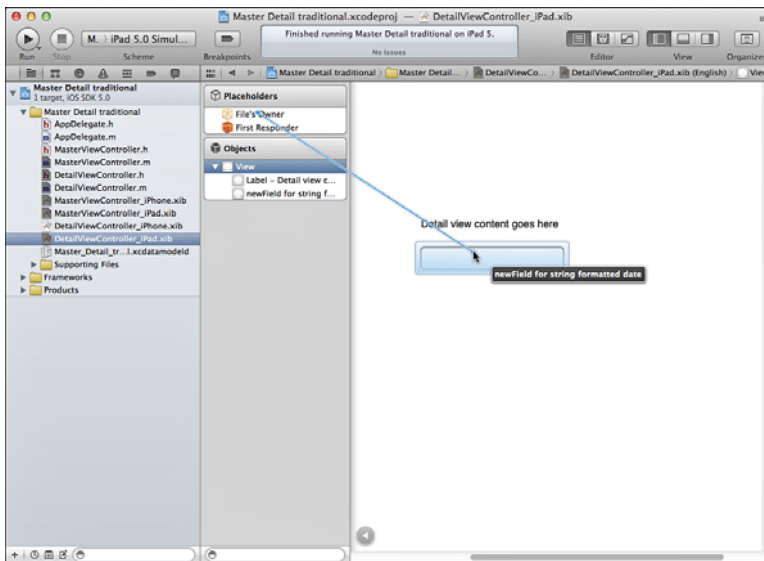 Master Detail traditional.xcodeproj — DetailViewController_iPad.xib
M. 〉 iPad 5.0 Simul...
Finished running Master Detail traditional on iPad 5.
No Issues
Run Stop Scheme Breakpoints Editor View Organizer
Master Detail traditional 〉 Master Detail... 〉 DetailViewCo... 〉 DetailViewController_iPad.xib (English) 〉 View
Master Detail traditional
1 target, iOS SDK 5.0
Master Detail traditional
AppDelegate.h
AppDelegate.m
MasterViewController.h
MasterViewController.m
DetailViewController.h
DetailViewController.m
MasterViewController_iPhone.xib
MasterViewController_iPad.xib
DetailViewController_iPhone.xib
DetailViewController_iPad.xib
Master_Detail_tr...l.xcdatamodeld
Supporting Files
Frameworks
Products
Placeholders
File's Owner
First Responder
Objects
View
Label – Detail view c...
newField for string f...
Detail view content goes here
newField for string formatted date